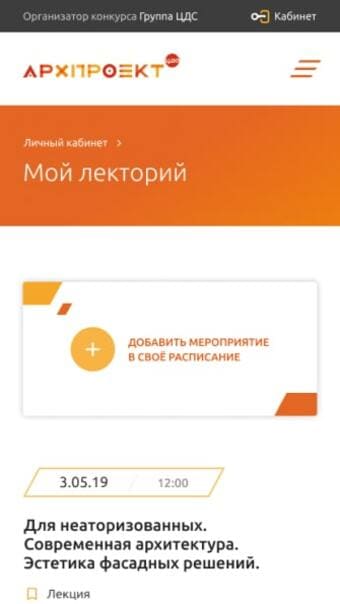 Организатор конкурса Группа ЦДС
Кабинет
АРХПРОЕКТ
ЦДС
Личный кабинет >
Мой лекторий
ДОБАВИТЬ МЕРОПРИЯТИЕ
В СВОЁ РАСПИСАНИЕ
3.05.19 / 12:00
Для неаторизованных.
Современная архитектура.
Эстетика фасадных решений.
Лекция